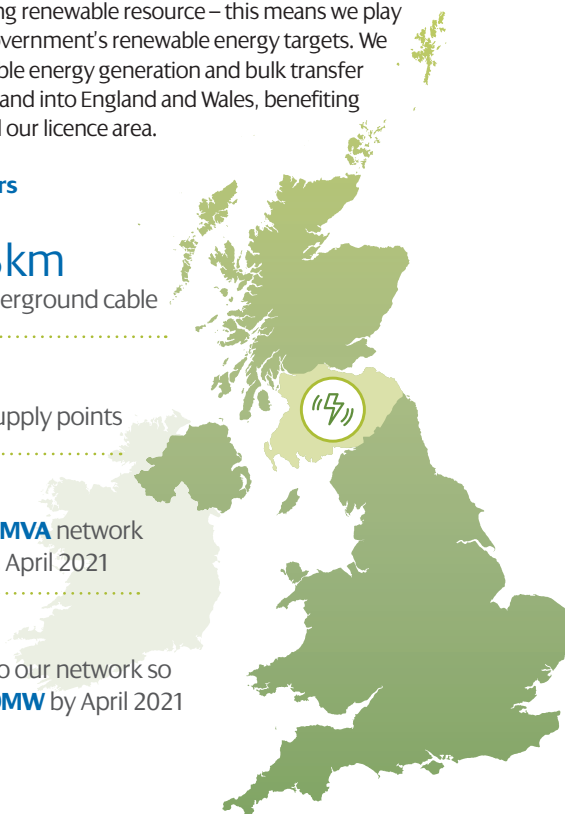 ng renewable resource – this means we play
overnment's renewable energy targets. We
ble energy generation and bulk transfer
and into England and Wales, benefiting
d our licence area.
rs
km
erground cable
upply points
MVA network
April 2021
o our network so
MW by April 2021